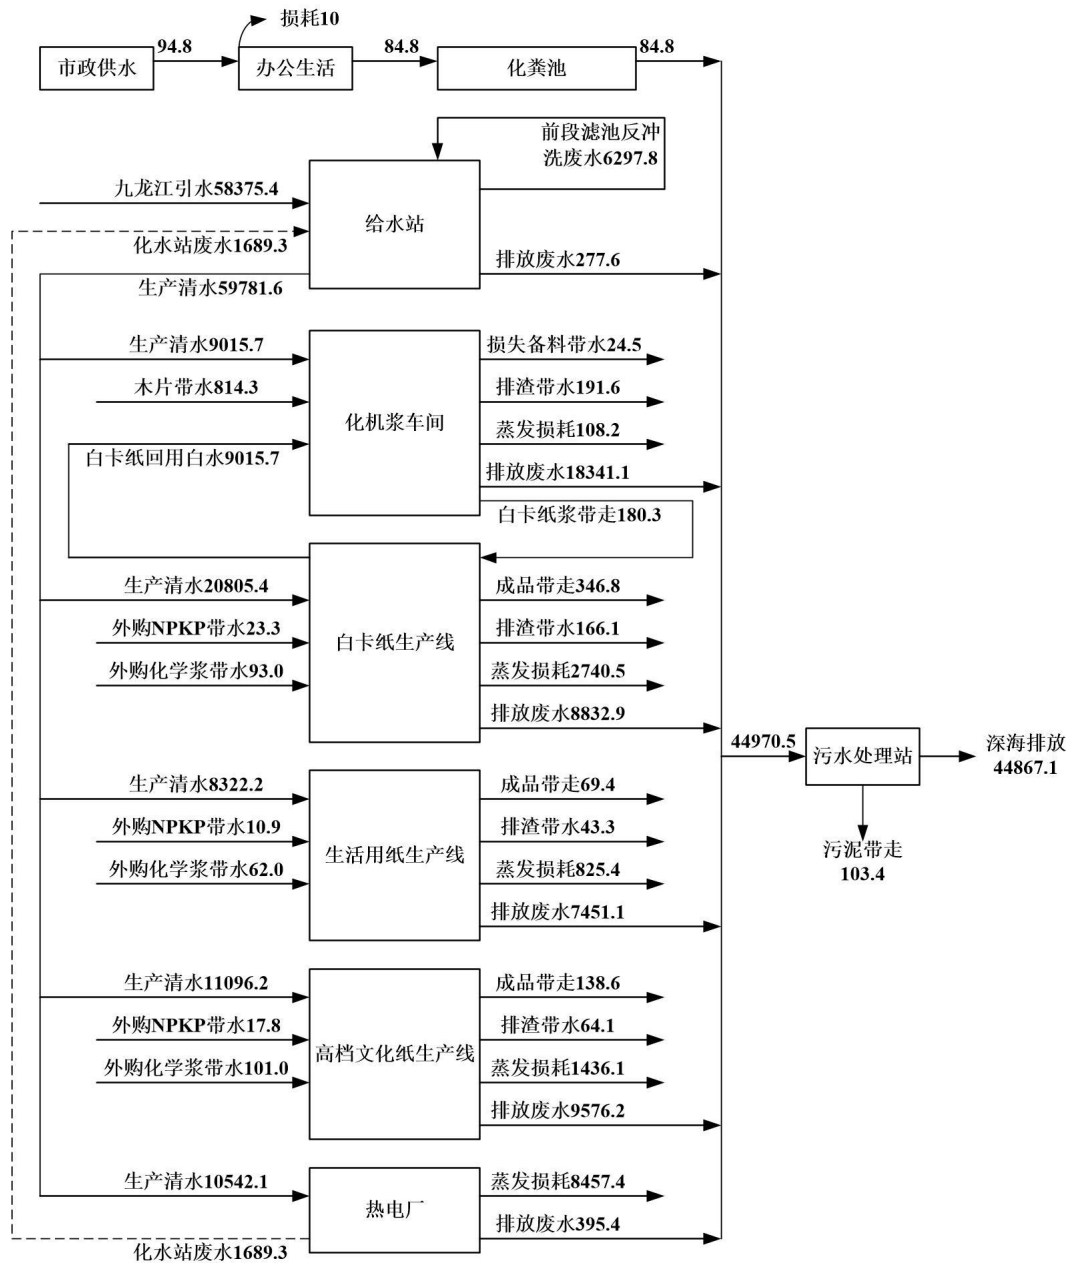 损耗10
94.8
84.8
84.8
市政供水
办公生活
化粪池
前段滤池反冲
洗废水6297.8
九龙江引水58375.4
给水站
化水站废水1689.3
排放废水277.6
生产清水59781.6
生产清水9015.7
损失备料带水24.5
木片带水814.3
排渣带水191.6
化机浆车间
蒸发损耗108.2
白卡纸回用白水9015.7
排放废水18341.1
白卡纸浆带走180.3
生产清水20805.4
成品带走346.8
外购NPKP带水23.3
排渣带水166.1
白卡纸生产线
外购化学浆带水93.0
蒸发损耗2740.5
排放废水8832.9
44970.5
污水处理站
深海排放
44867.1
生产清水8322.2
成品带走69.4
外购NPKP带水10.9
排渣带水43.3
生活用纸生产线
污泥带走
103.4
外购化学浆带水62.0
蒸发损耗825.4
排放废水7451.1
生产清水11096.2
成品带走138.6
外购NPKP带水17.8
排渣带水64.1
高档文化纸生产线
外购化学浆带水101.0
蒸发损耗1436.1
排放废水9576.2
生产清水10542.1
蒸发损耗8457.4
热电厂
排放废水395.4
化水站废水1689.3